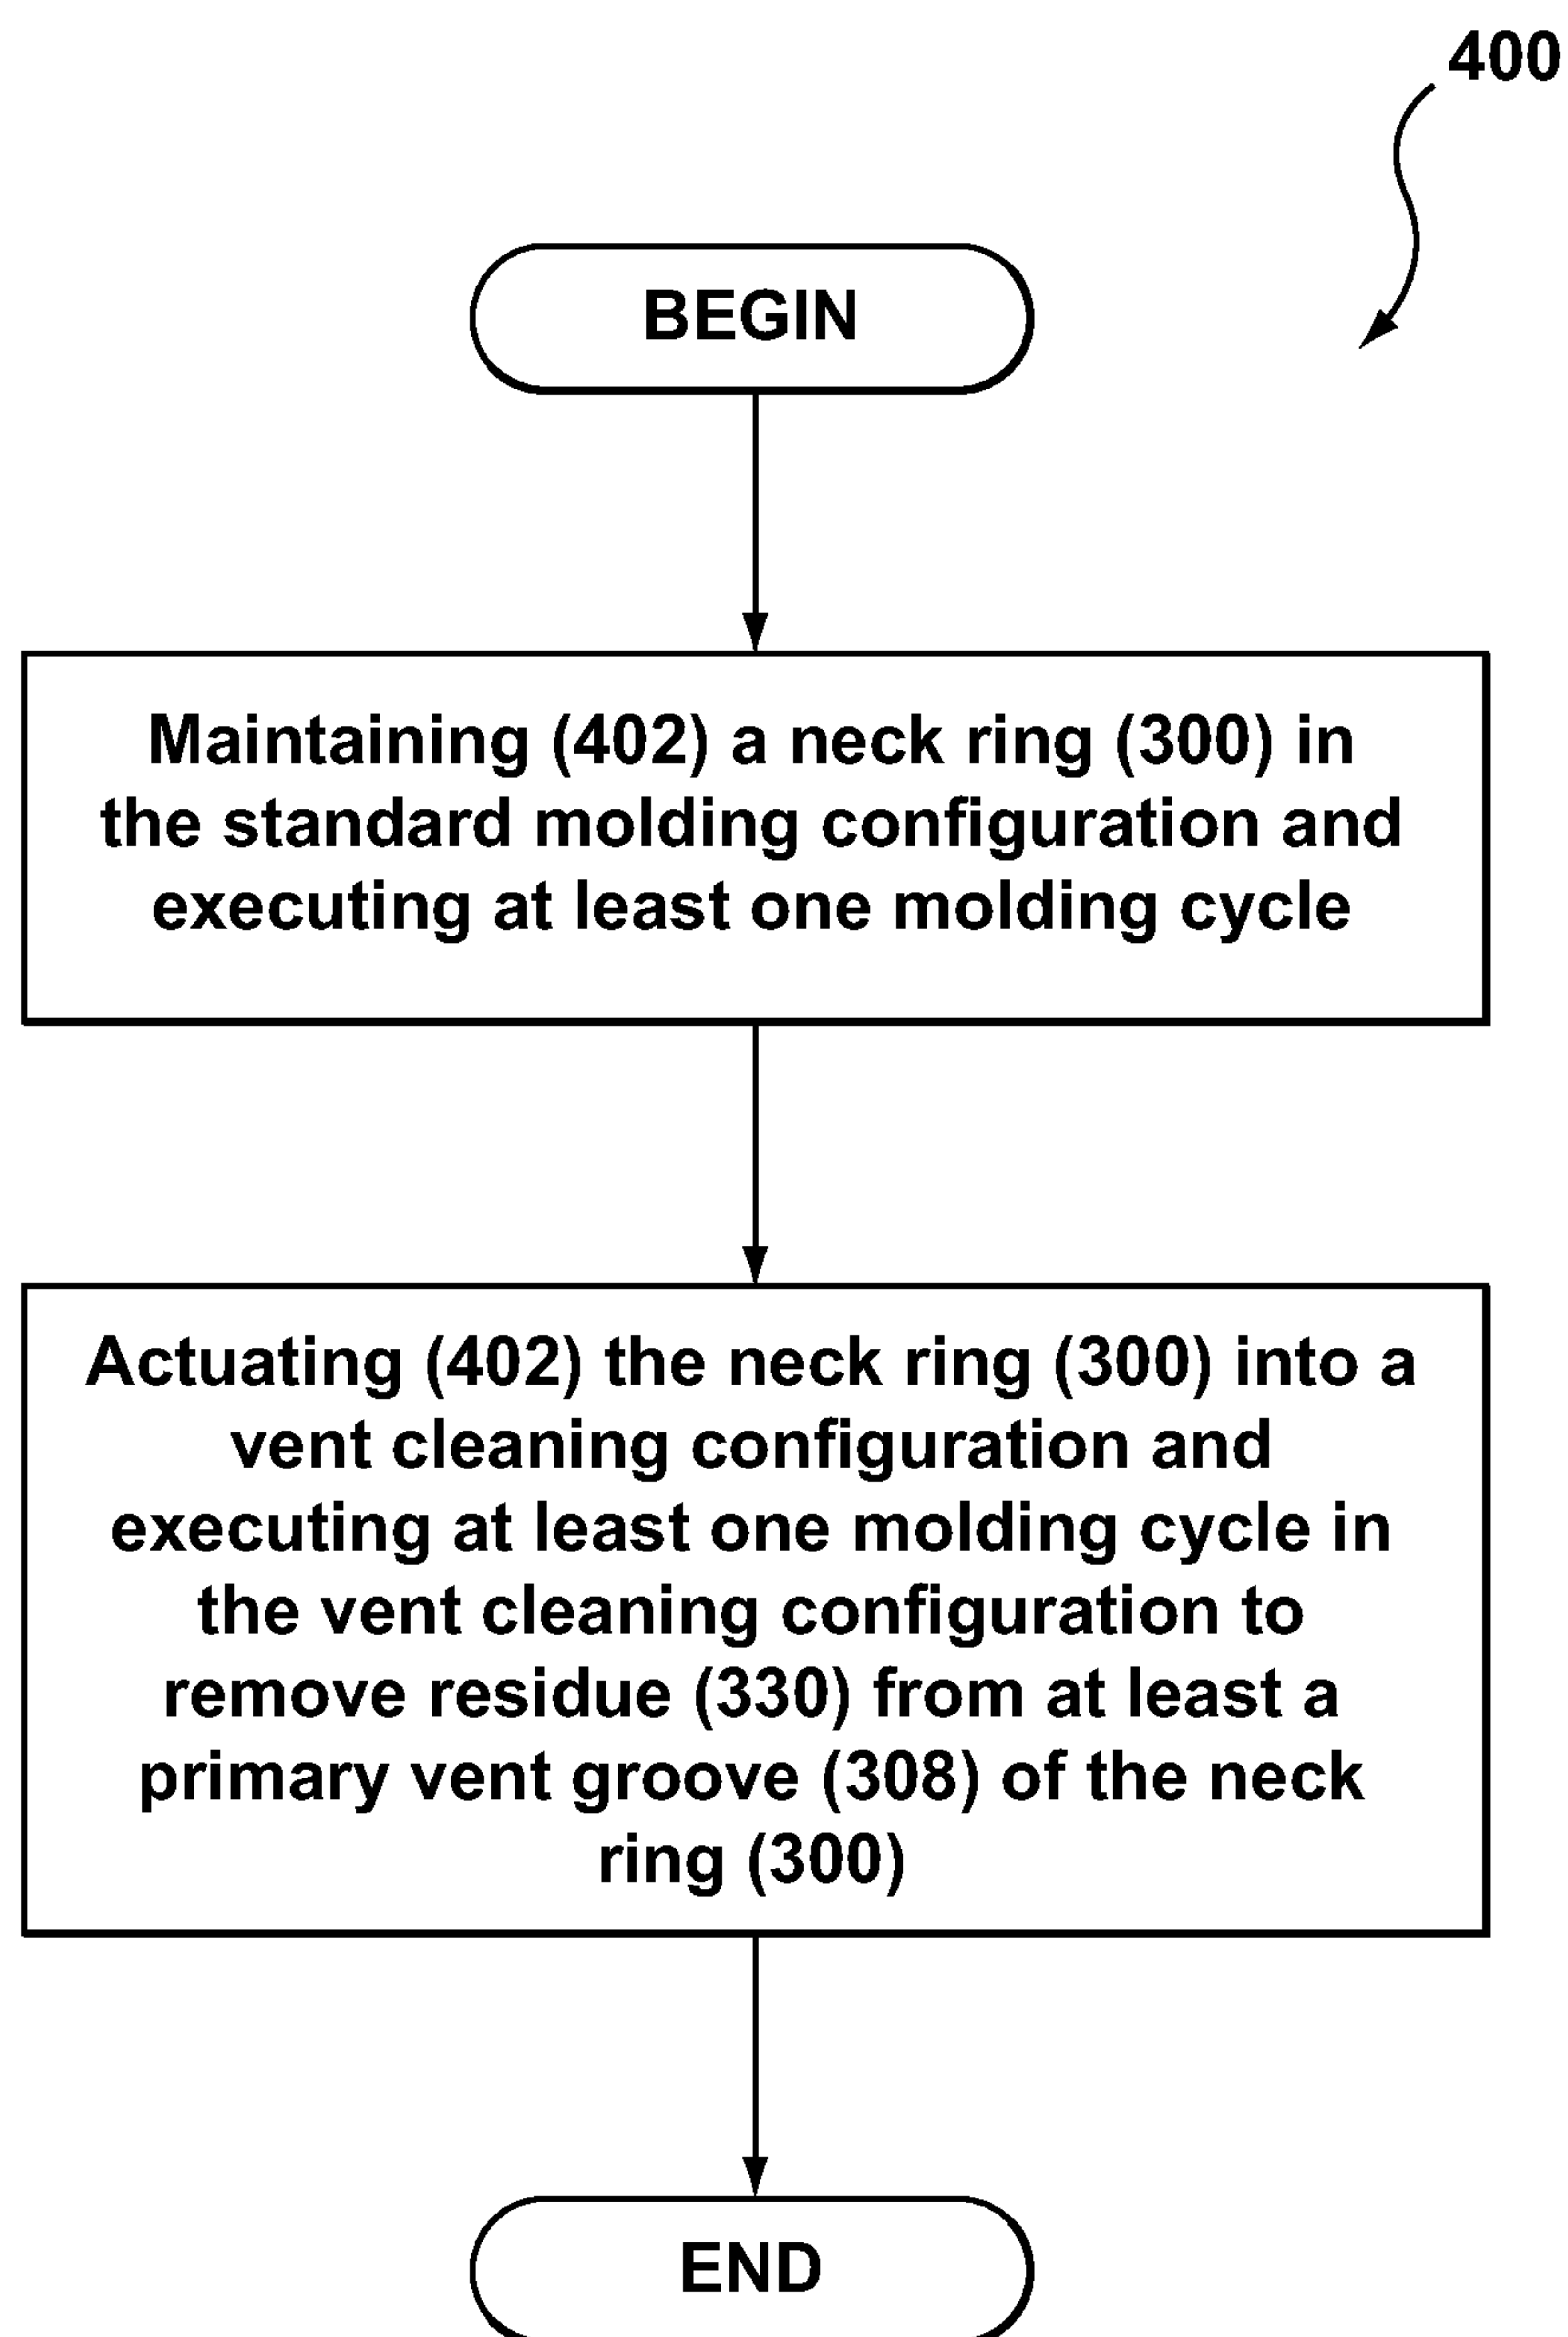 400
BEGIN
Maintaining (402) a neck ring (300) in
the standard molding configuration and
executing at least one molding cycle
Actuating (402) the neck ring (300) into a
vent cleaning configuration and
executing at least one molding cycle in
the vent cleaning configuration to
remove residue (330) from at least a
primary vent groove (308) of the neck
ring (300)
END